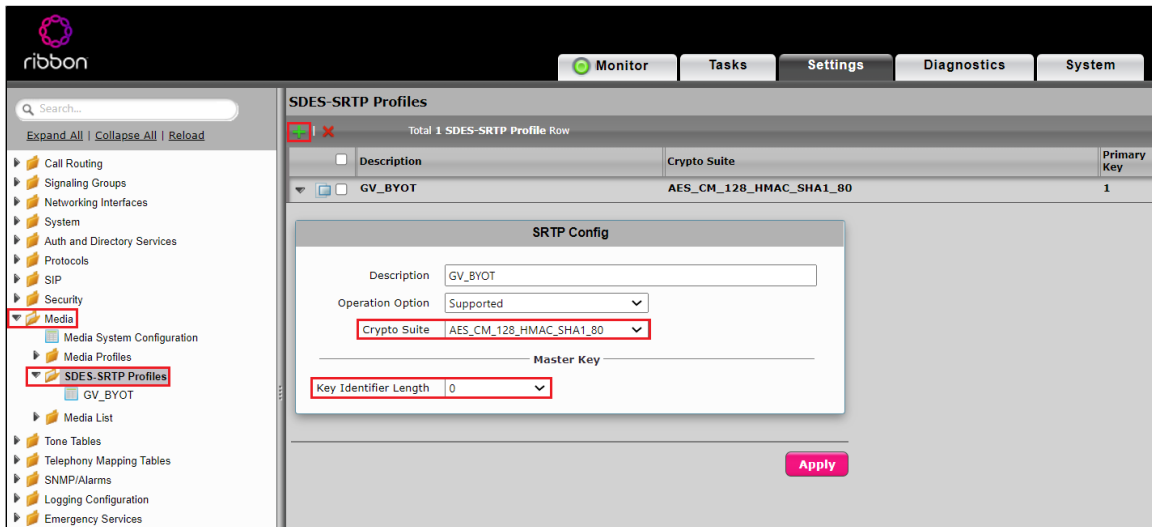 ribbon
Monitor
Tasks
Settings
Diagnostics
System
Search...
Expand All | Collapse All | Reload
Call Routing
Signaling Groups
Networking Interfaces
System
Auth and Directory Services
Protocols
SIP
Security
Media
Media System Configuration
Media Profiles
SDES-SRTP Profiles
GV_BYOT
Media List
Tone Tables
Telephony Mapping Tables
SNMP/Alarms
Logging Configuration
Emergency Services
SDES-SRTP Profiles
Total 1 SDES-SRTP Profile Row
Description
Crypto Suite
Primary Key
GV_BYOT
AES_CM_128_HMAC_SHA1_80
1
SRTP Config
Description GV_BYOT
Operation Option Supported
Crypto Suite AES_CM_128_HMAC_SHA1_80
Master Key
Key Identifier Length 0
Apply